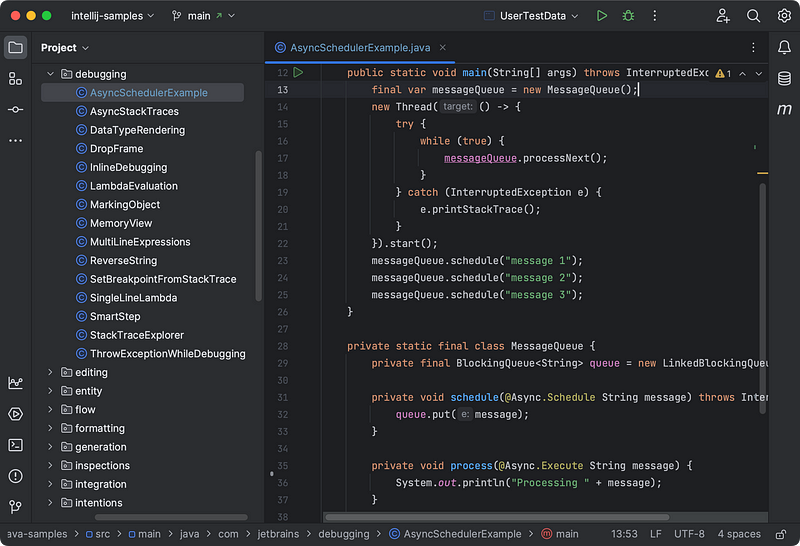 intellij-samples
main
UserTestData
Project
AsyncSchedulerExample.java
debugging
AsyncSchedulerExample
AsyncStackTraces
DataTypeRendering
DropFrame
InlineDebugging
LambdaEvaluation
MarkingObject
MemoryView
MultiLineExpressions
ReverseString
SetBreakpointFromStackTrace
SingleLineLambda
SmartStep
StackTraceExplorer
ThrowExceptionWhileDebugging
editing
entity
flow
formatting
generation
inspections
integration
intentions
12 public static void main(String[] args) throws InterruptedExc 1
13 final var messageQueue = new MessageQueue();
14 new Thread( target: () -> {
15 try {
16 while (true) {
17 messageQueue.processNext();
18 }
19 } catch (InterruptedException e) {
20 e.printStackTrace();
21 }
22 }).start();
23 messageQueue.schedule("message 1");
24 messageQueue.schedule("message 2");
25 messageQueue.schedule("message 3");
26 }
27
28 private static final class MessageQueue {
29 private final BlockingQueue<String> queue = new LinkedBlockingQueu
30
31 private void schedule(@Async.Schedule String message) throws Inter
32 queue.put( e: message);
33 }
34
35 private void process(@Async.Execute String message) {
36 System.out.println("Processing " + message);
37 }
38
m
ava-samples > src > main > java > com > jetbrains > debugging > AsyncSchedulerExample > main 13:53 LF UTF-8 4 spaces